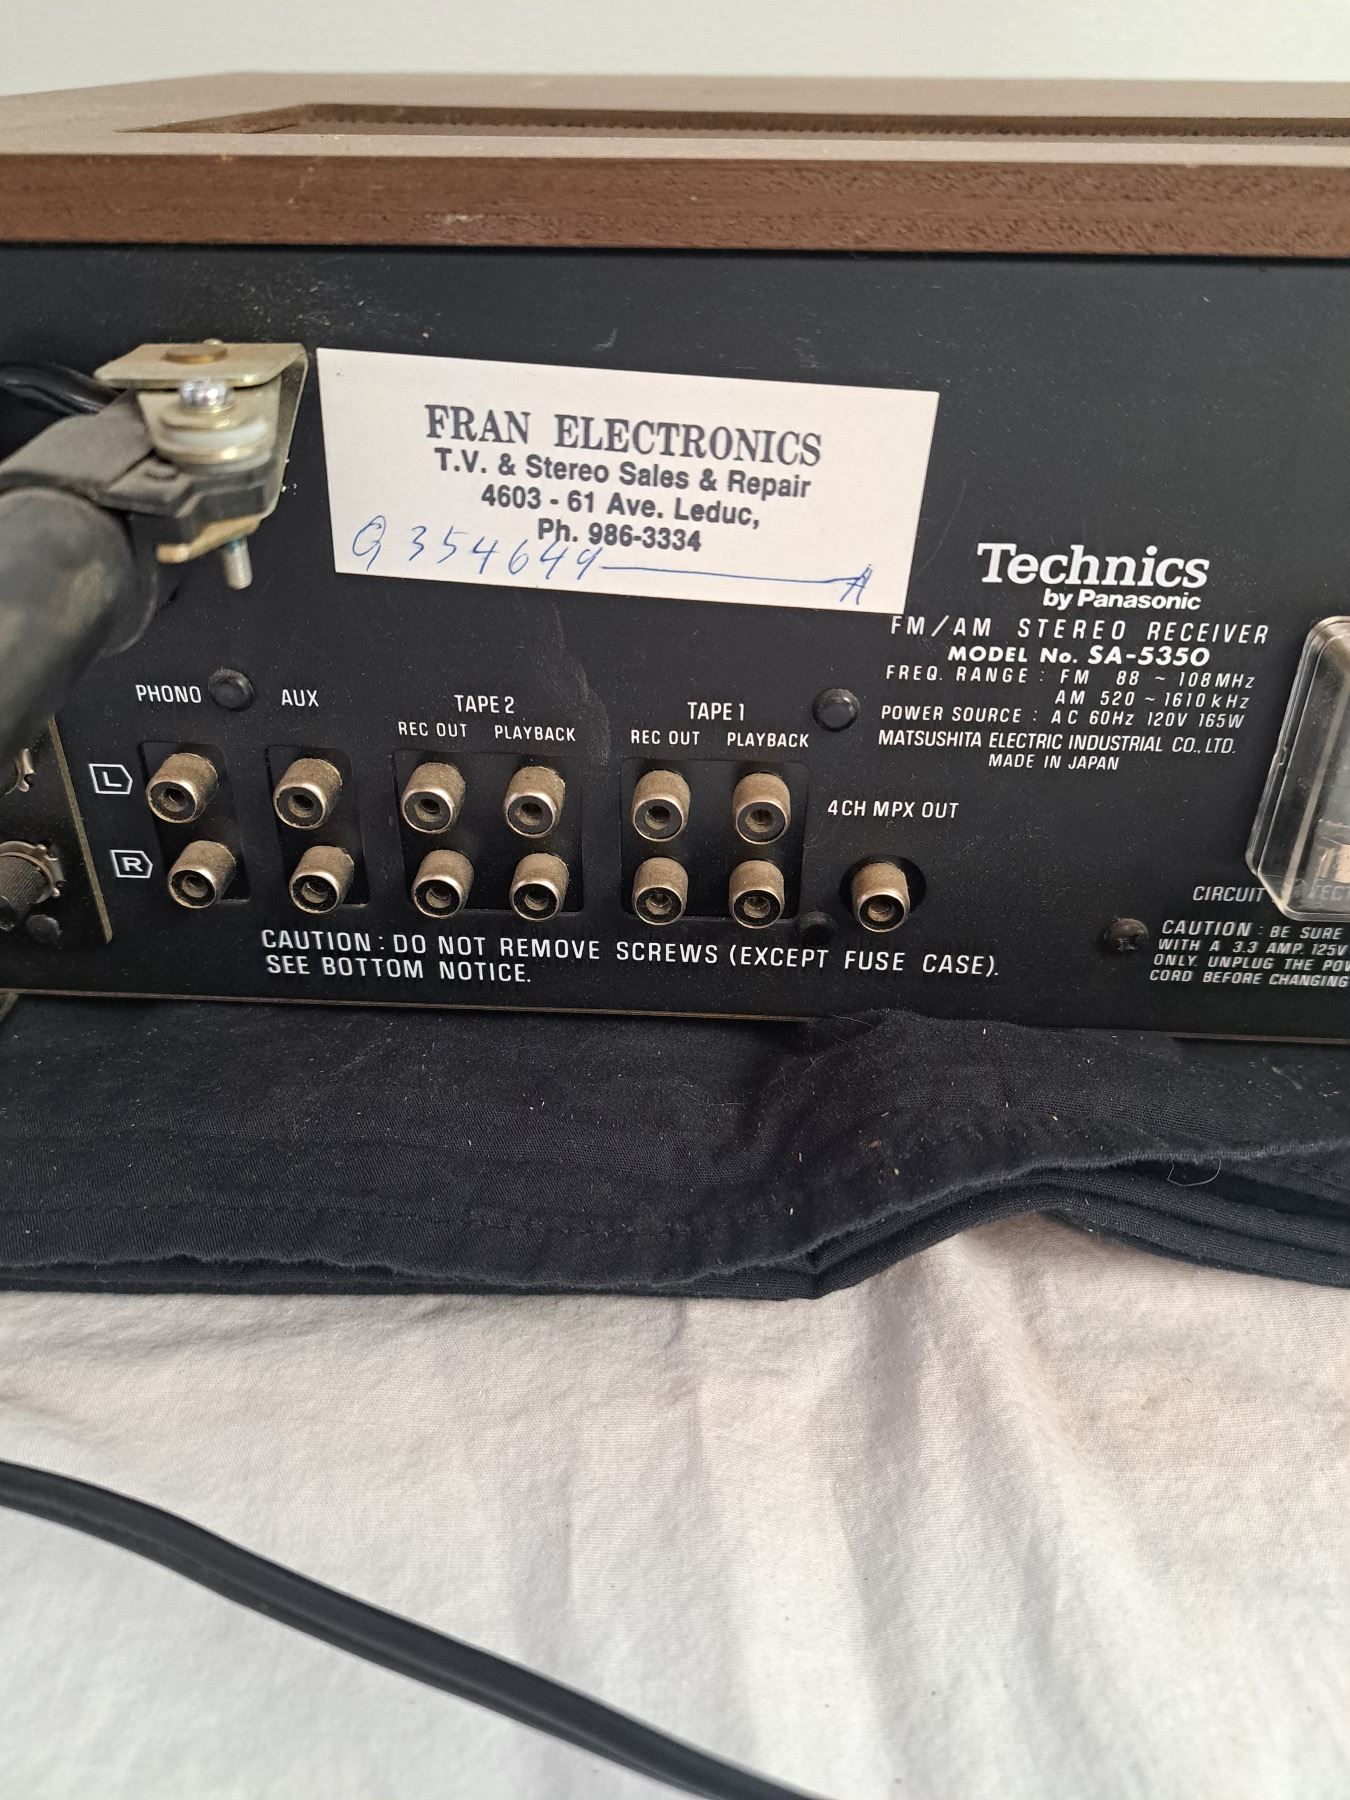 FRAN ELECTRONICS
T.V. & Stereo Sales & Repair
4603 - 61 Ave. Leduc,
Ph. 986-3334
G 354649 A
Technics
by Panasonic
FM/AM STEREO RECEIVER
MODEL No. SA-5350
FREQ. RANGE : FM 88 ~ 108MHz
AM 520 ~ 1610kHz
POWER SOURCE : AC 60Hz 120V 165W
MATSUSHITA ELECTRIC INDUSTRIAL CO., LTD.
MADE IN JAPAN
PHONO
AUX
TAPE 2
REC OUT PLAYBACK
TAPE 1
REC OUT PLAYBACK
L
R
4CH MPX OUT
CAUTION : DO NOT REMOVE SCREWS (EXCEPT FUSE CASE).
SEE BOTTOM NOTICE.
CIRCUIT
CAUTION : BE SURE
WITH A 3.3 AMP. 125V
ONLY. UNPLUG THE
CORD BEFORE CHANGING